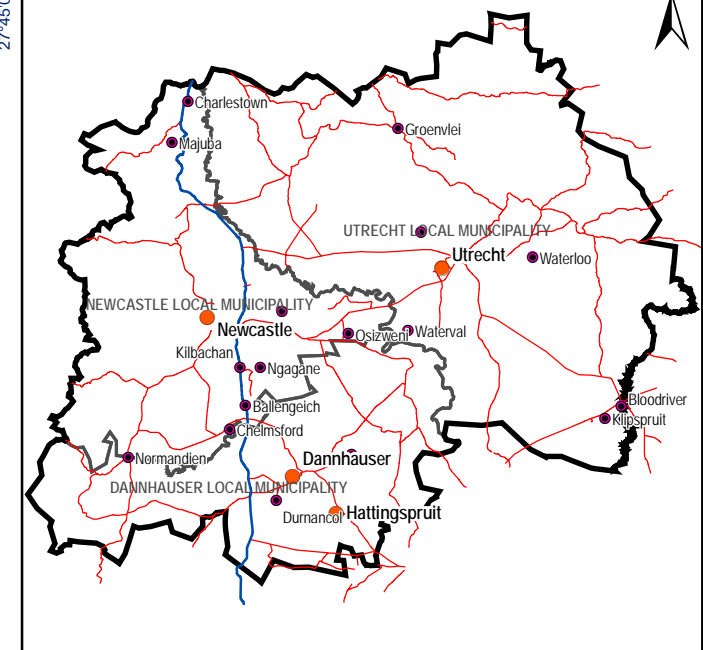 27°45'0
Charlestown
Groenvlei
Majuba
UTRECHT LOCAL MUNICIPALITY
Utrecht
Waterloo
NEWCASTLE LOCAL MUNICIPALITY
Newcastle
Osizweni
Waterval
Kilbachan
Ngagane
Ballengeich
Bloodriver
Klipspruit
Chelmsford
Normandien
Dannhauser
DANNHAUSER LOCAL MUNICIPALITY
Durnancol
Hattingspruit